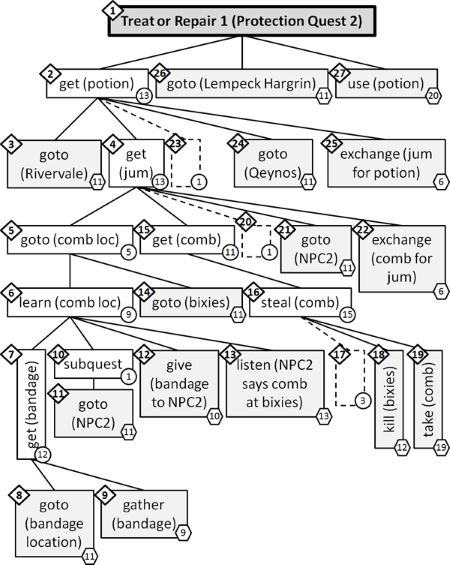 1
Treat or Repair 1 (Protection Quest 2)
2
get (potion)
13
26
goto (Lempeck Hargrin)
11
27
use (potion)
20
3
goto
(Rivervale)
11
4
get
(jum)
13
23
1
24
goto
(Qeynos)
11
25
exchange (jum
for potion)
6
5
goto (comb loc)
5
15
get (comb)
11
20
1
21
goto
(NPC2)
11
22
exchange
(comb for
jum)
6
6
learn (comb loc)
9
14
goto (bixies)
11
16
steal (comb)
15
7
get (bandage)
12
10
subquest
1
11
goto
(NPC2)
11
12
give
(bandage
to NPC2)
10
13
listen (NPC2
says comb
at bixies)
13
17
3
18
kill (bixies)
12
19
take (comb)
19
8
goto
(bandage
location)
11
9
gather
(bandage)
9